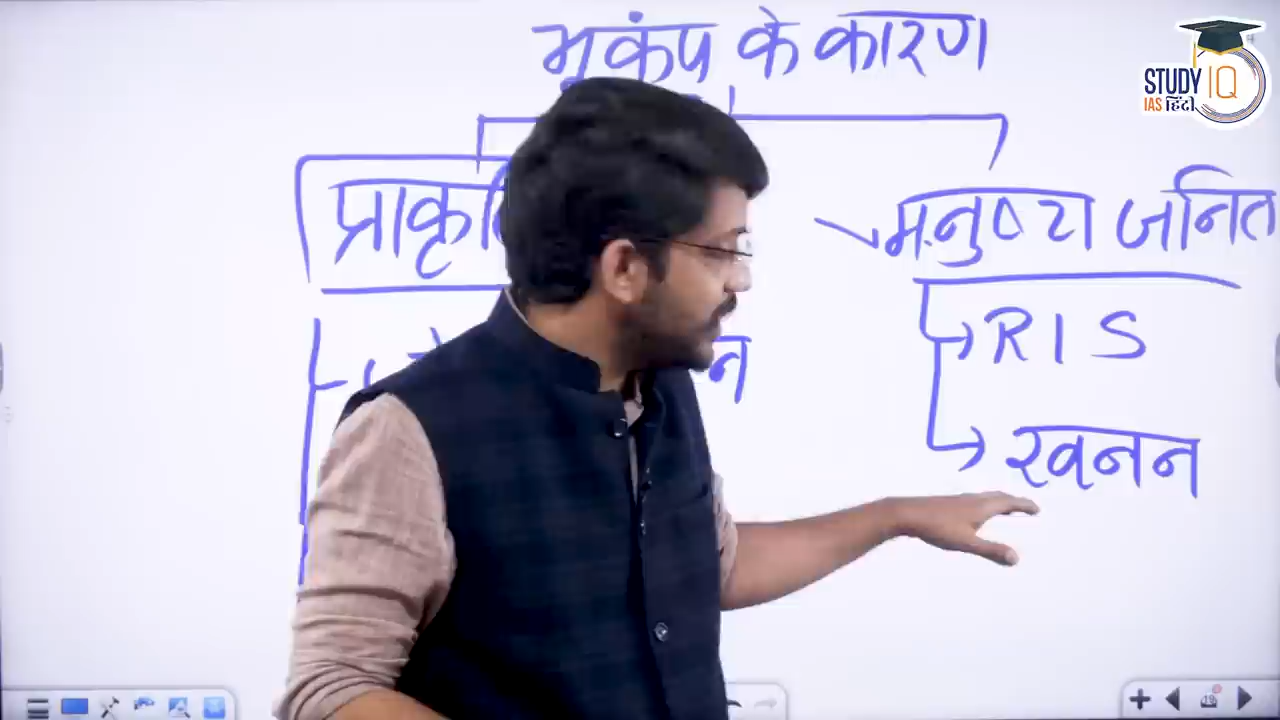 भूकंप के कारण
STUDY IQ
IAS हिंदी
मनुष्य जनित
RIS
खनन